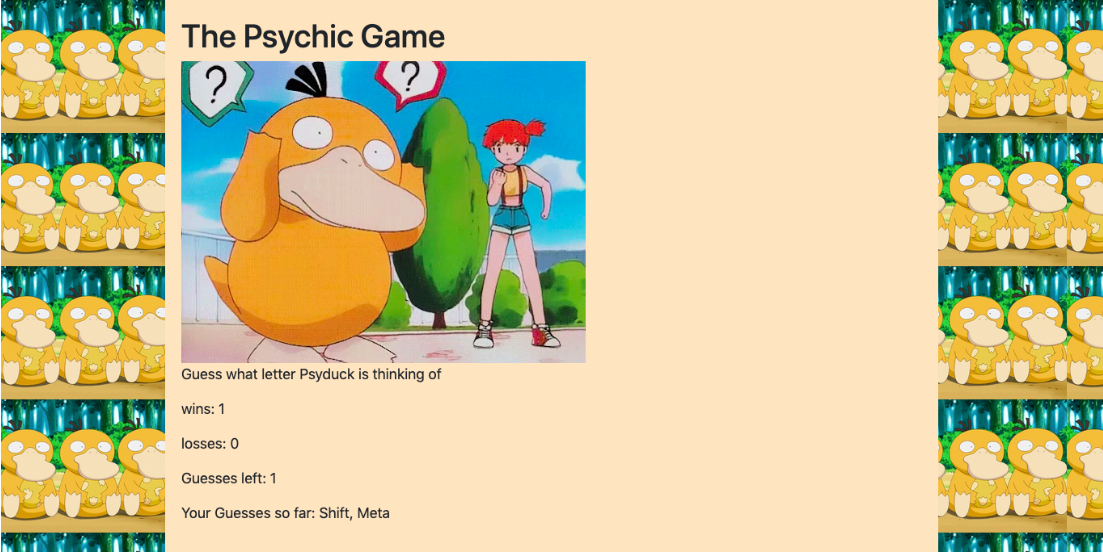 The Psychic Game
? ?
Guess what letter Psyduck is thinking of
wins: 1
losses: 0
Guesses left: 1
Your Guesses so far: Shift, Meta